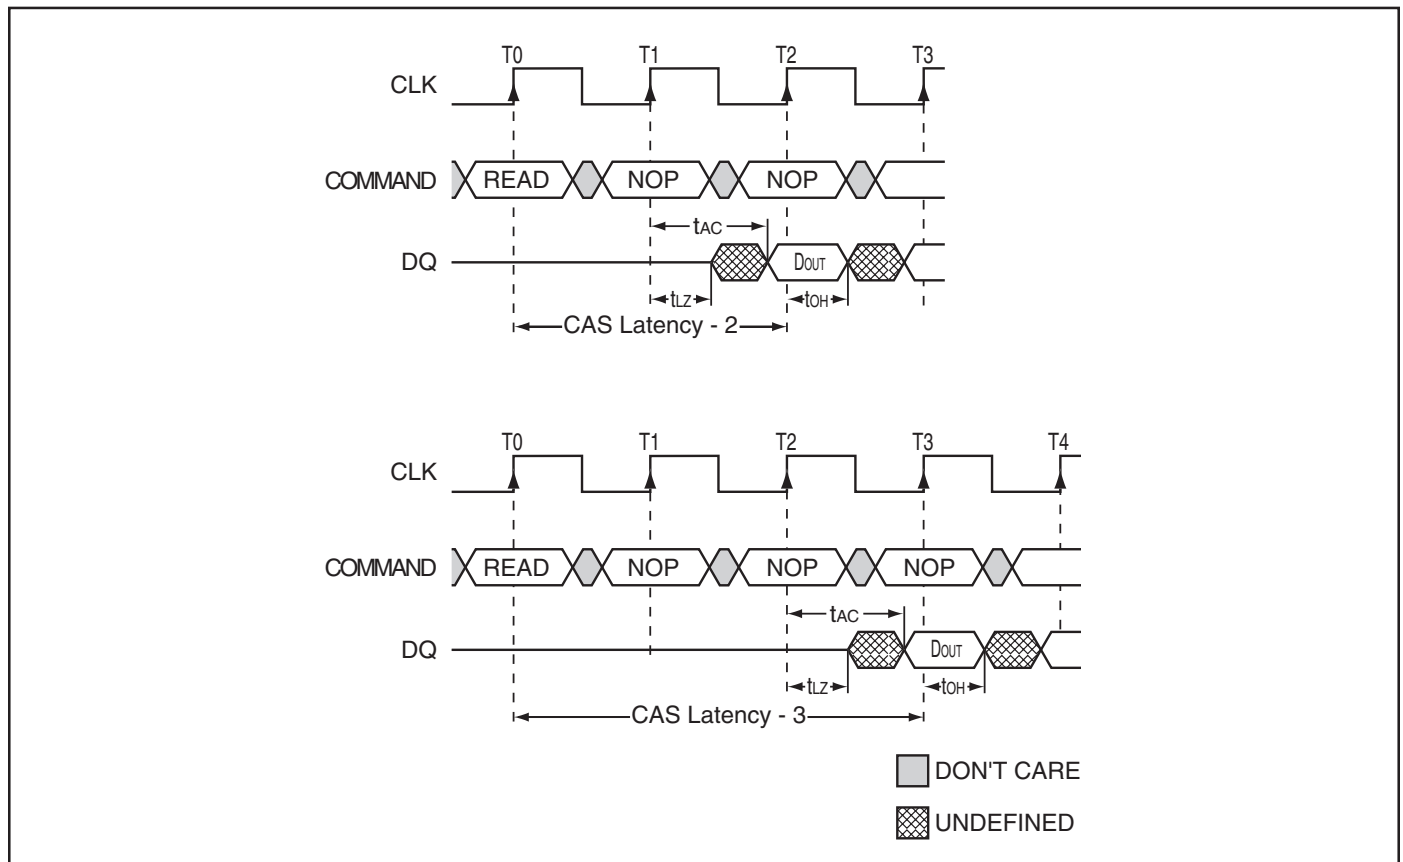 T0 T1 T2 T3
CLK
COMMAND READ NOP NOP
tAC
DQ DOUT
tLZ tOH
CAS Latency - 2
T0 T1 T2 T3 T4
CLK
COMMAND READ NOP NOP NOP
tAC
DQ DOUT
tLZ tOH
CAS Latency - 3
DON'T CARE
UNDEFINED